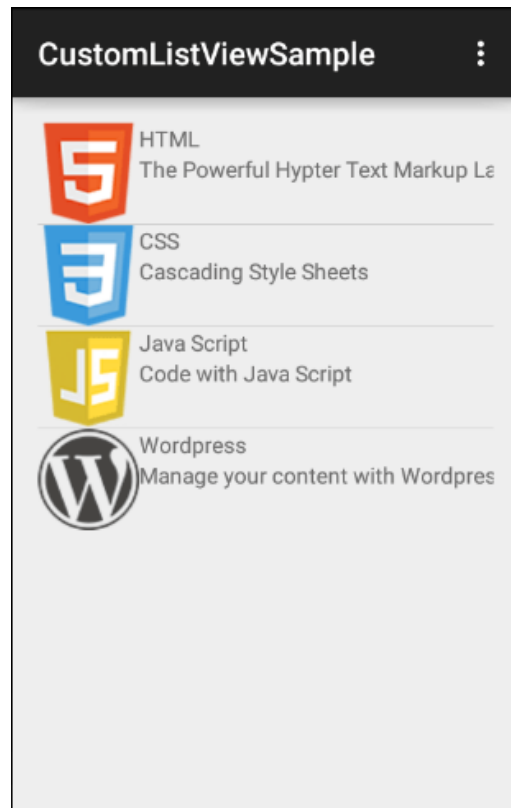 CustomListViewSample
HTML
The Powerful Hypter Text Markup La
CSS
Cascading Style Sheets
JS
Java Script
Code with Java Script
Wordpress
Manage your content with Wordpres